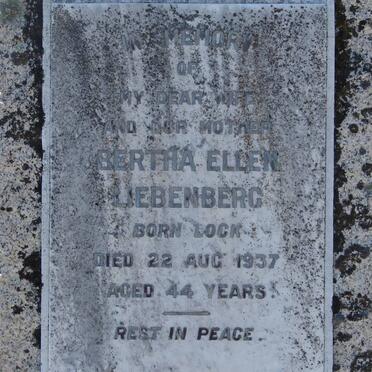 IN MEMORY
OF
MY DEAR WIFE
AND OUR MOTHER
BERTHA ELLEN
LIEBENBERG
BORN LOCK
DIED 22 AUG 1937
AGED 44 YEARS.
REST IN PEACE.